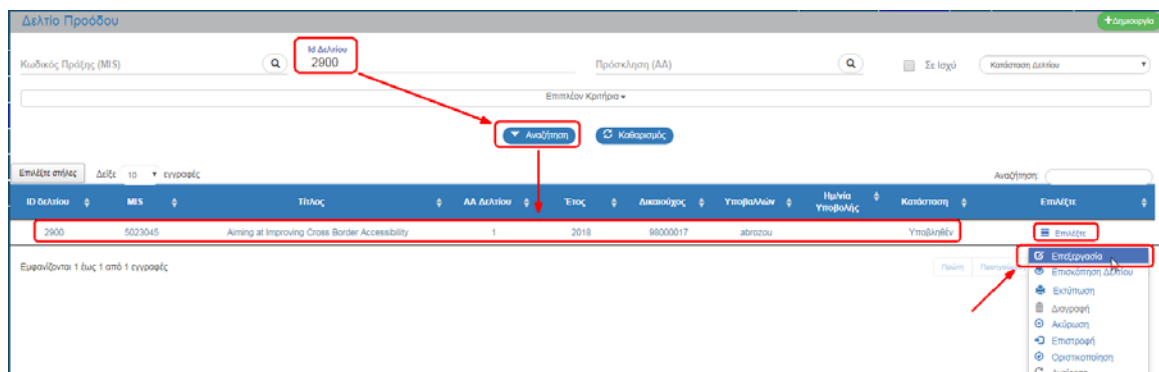 Δελτίο Προόδου
+Δημιουργία
Κωδικός Πράξης (MIS)
Id Δελτίου
2900
Πρόσκληση (ΑΑ)
Σε Ισχύ
Κατάσταση Δελτίου
Επιπλέον Κριτήρια
Αναζήτηση
Καθαρισμός
Επιλέξτε στήλες
Δείξε 10 εγγραφές
Αναζήτηση:
ID δελτίου MIS Τίτλος ΑΑ Δελτίου Έτος Δικαιούχος Υποβαλλών Ημ/νία Υποβολής Κατάσταση Επιλέξτε
2900 5023045 Aiming at Improving Cross Border Accessibility 1 2018 98000017 abrozou Υποβληθέν Επιλέξτε
Εμφανίζονται 1 έως 1 από 1 εγγραφές
Πρώτη
Επεξεργασία
Επισκόπηση Δελτίου
Εκτύπωση
Διαγραφή
Ακύρωση
Επιστροφή
Οριστικοποίηση